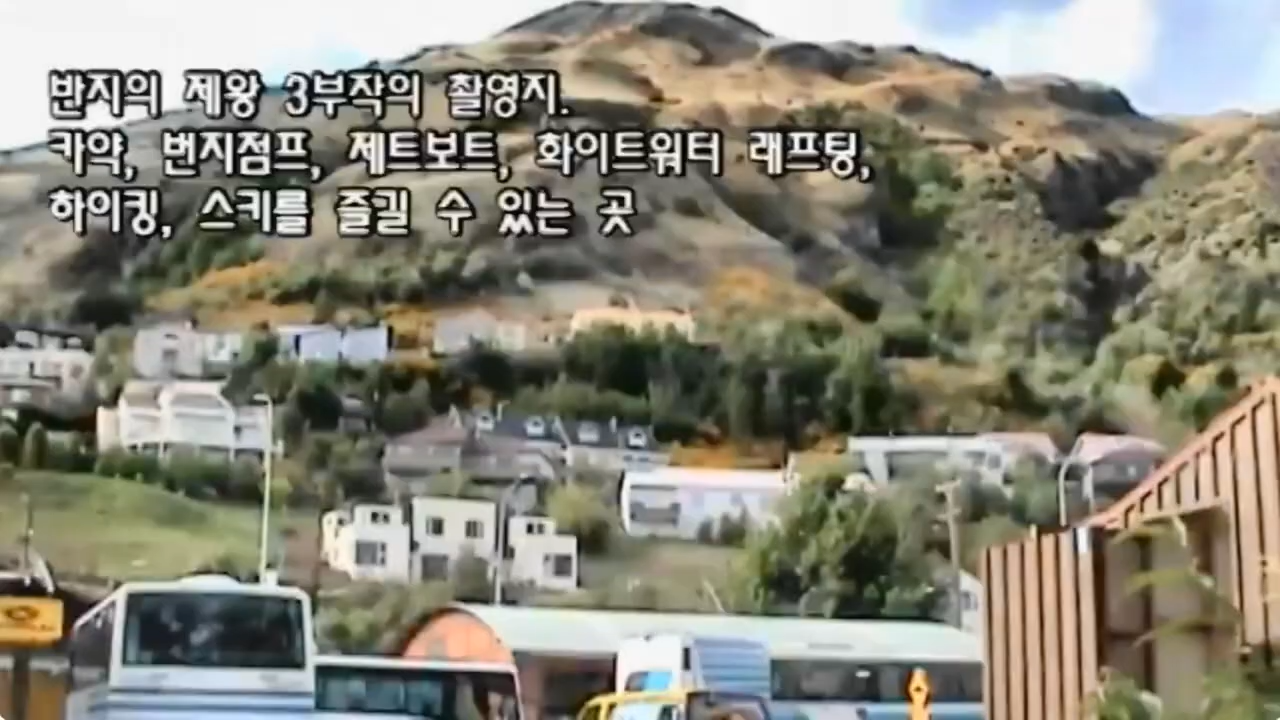 반지의 제왕 3부작의 촬영지.
카약, 번지점프, 제트보트, 화이트워터 래프팅,
하이킹, 스키를 즐길 수 있는 곳